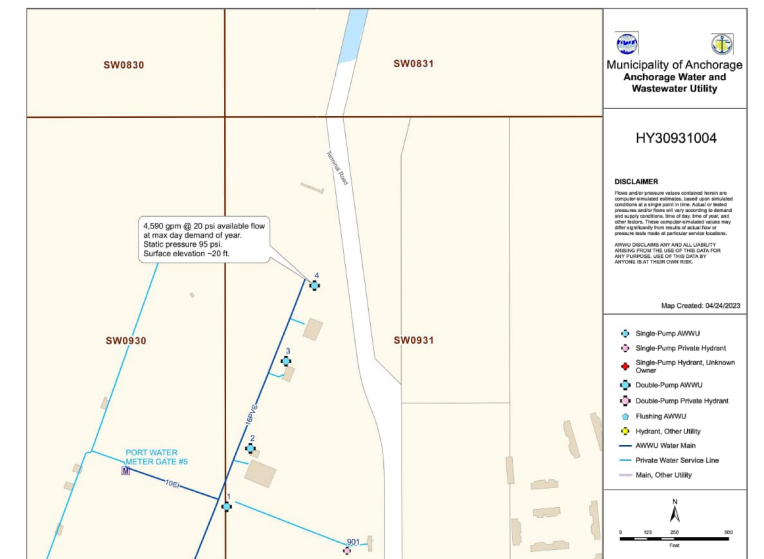 SW0830
SW0831
Terminal Road
4,590 gpm @ 20 psi available flow
at max day demand of year.
Static pressure 95 psi.
Surface elevation ~20 ft.
4
SW0930
SW0931
3
2
PORT WATER
METER GATE #5
M
1
901
Municipality of Anchorage
Anchorage Water and
Wastewater Utility
HY30931004
DISCLAIMER
Flows and/or pressure values contained herein are
computer-simulated estimates, based upon simulated
conditions at a single point in time. Actual or tested
pressures and/or flows will vary according to demand
and supply conditions, time of day, time of year, and
other factors. These computer-simulated values may
differ significantly from results of actual flow or
pressure tests made at particular service locations.
AWWU DISCLAIMS ANY AND ALL LIABILITY
ARISING FROM THE USE OF THIS DATA FOR
ANY PURPOSE. USE OF THIS DATA BY
ANYONE IS AT THEIR OWN RISK.
Map Created: 04/24/2023
Single-Pump AWWU
Single-Pump Private Hydrant
Single-Pump Hydrant, Unknown
Owner
Double-Pump AWWU
Double-Pump Private Hydrant
Flushing AWWU
Hydrant, Other Utility
AWWU Water Main
Private Water Service Line
Main, Other Utility
N
0 125 250 500
Feet